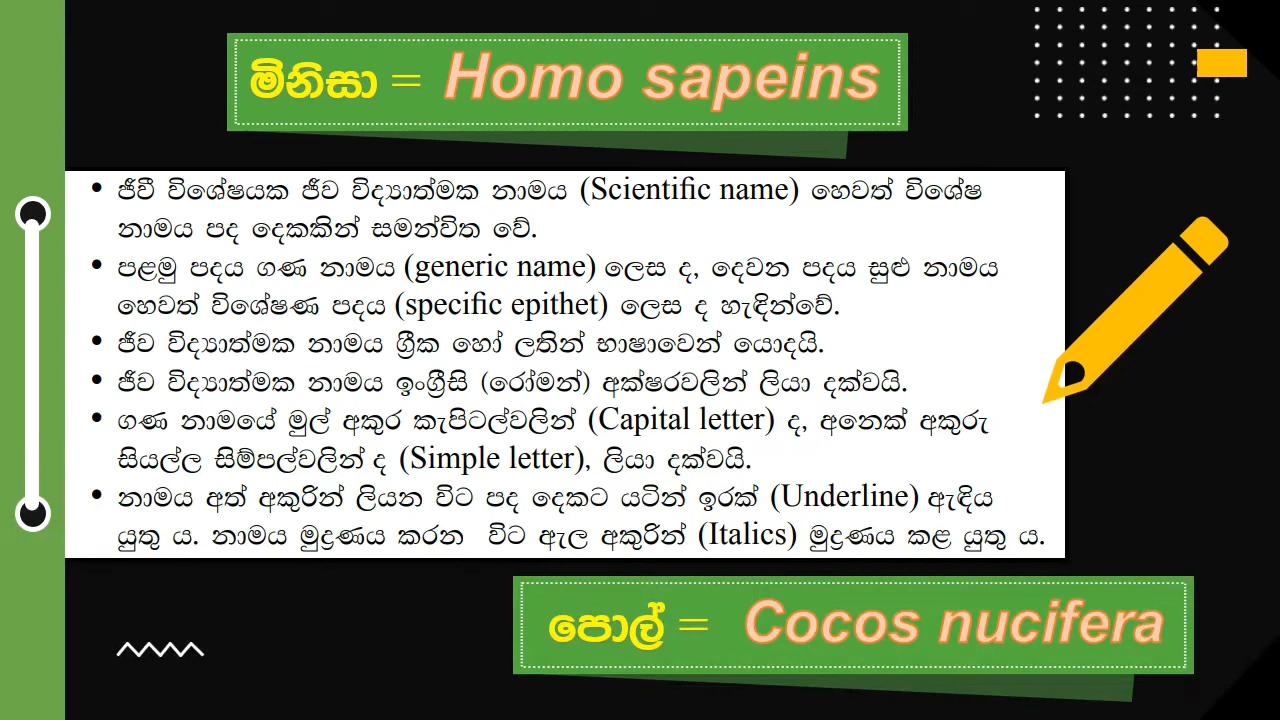 මිනිසා = Homo sapeins
• ජීවී විශේෂයක ජීව විද්‍යාත්මක නාමය (Scientific name) හෙවත් විශේෂ
නාමය පද දෙකකින් සමන්විත වේ.
• පළමු පදය ගණ නාමය (generic name) ලෙස ද, දෙවන පදය සුළු නාමය
හෙවත් විශේෂණ පදය (specific epithet) ලෙස ද හැඳින්වේ.
• ජීව විද්‍යාත්මක නාමය ග්‍රීක හෝ ලතින් භාෂාවෙන් යොදයි.
• ජීව විද්‍යාත්මක නාමය ඉංග්‍රීසි (රෝමන්) අක්ෂරවලින් ලියා දක්වයි.
• ගණ නාමයේ මුල් අකුර කැපිටල්වලින් (Capital letter) ද, අනෙක් අකුරු
සියල්ල සිම්පල්වලින් ද (Simple letter), ලියා දක්වයි.
• නාමය අත් අකුරින් ලියන විට පද දෙකට යටින් ඉරක් (Underline) ඇඳිය
යුතු ය. නාමය මුද්‍රණය කරන විට ඇල අකුරින් (Italics) මුද්‍රණය කළ යුතු ය.
පොල් = Cocos nucifera